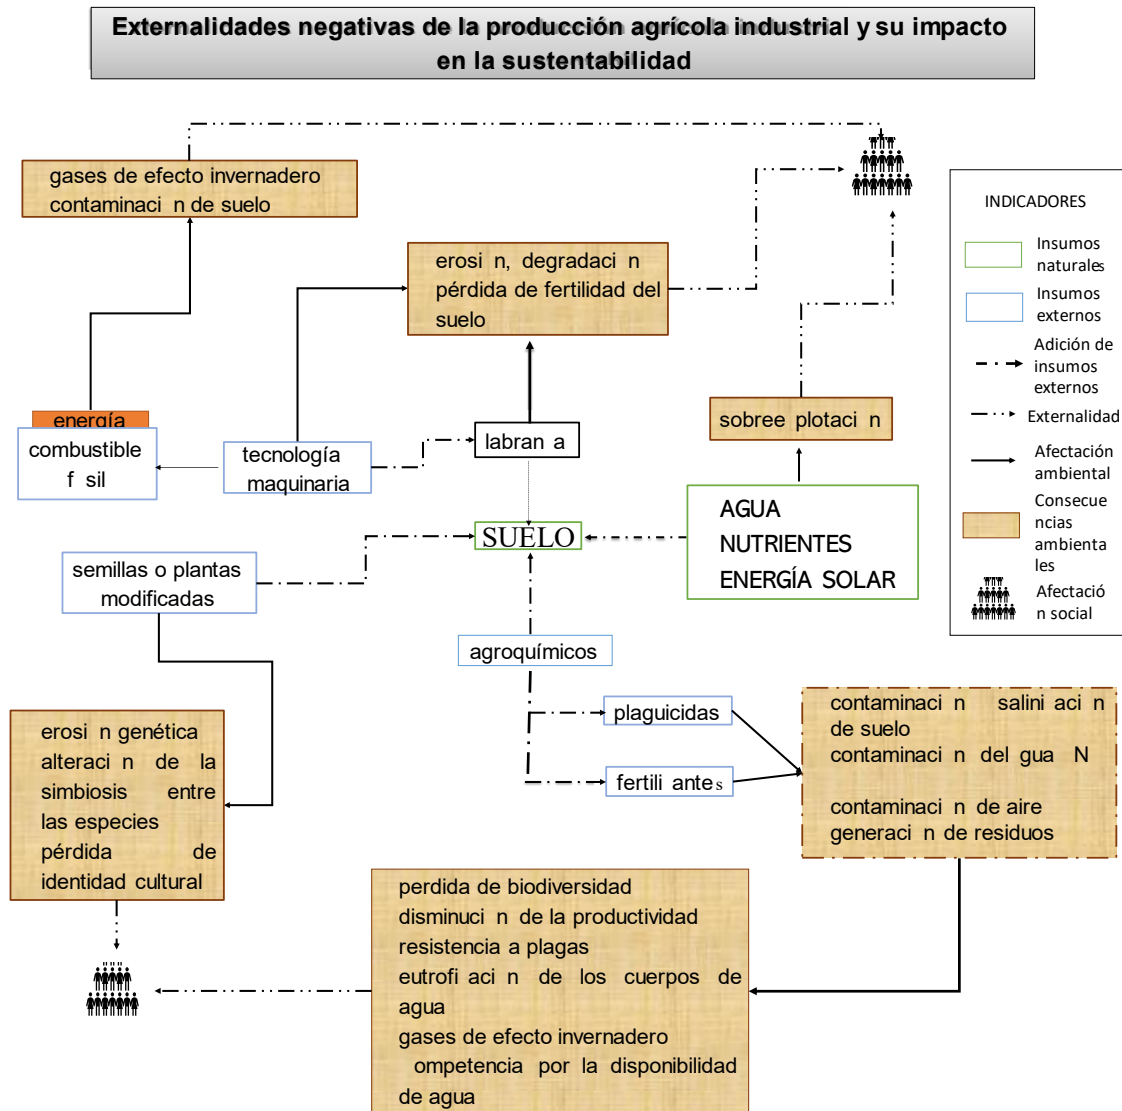 Externalidades negativas de la producción agrícola industrial y su impacto
en la sustentabilidad
gases de efecto invernadero
contaminaci n de suelo
erosi n, degradaci n
pérdida de fertilidad del
suelo
energía
combustible
f sil
tecnología
maquinaria
labran a
sobree plotaci n
SUELO
AGUA
NUTRIENTES
ENERGÍA SOLAR
semillas o plantas
modificadas
agroquímicos
plaguicidas
fertili antes
contaminaci n salini aci n
de suelo
contaminaci n del gua N
contaminaci n de aire
generaci n de residuos
erosi n genética
alteraci n de la
simbiosis entre
las especies
pérdida de
identidad cultural
perdida de biodiversidad
disminuci n de la productividad
resistencia a plagas
eutrofi aci n de los cuerpos de
agua
gases de efecto invernadero
ompetencia por la disponibilidad
de agua
INDICADORES
Insumos
naturales
Insumos
externos
Adición de
insumos
externos
Externalidad
Afectación
ambiental
Consecue
ncias
ambienta
les
Afectació
n social